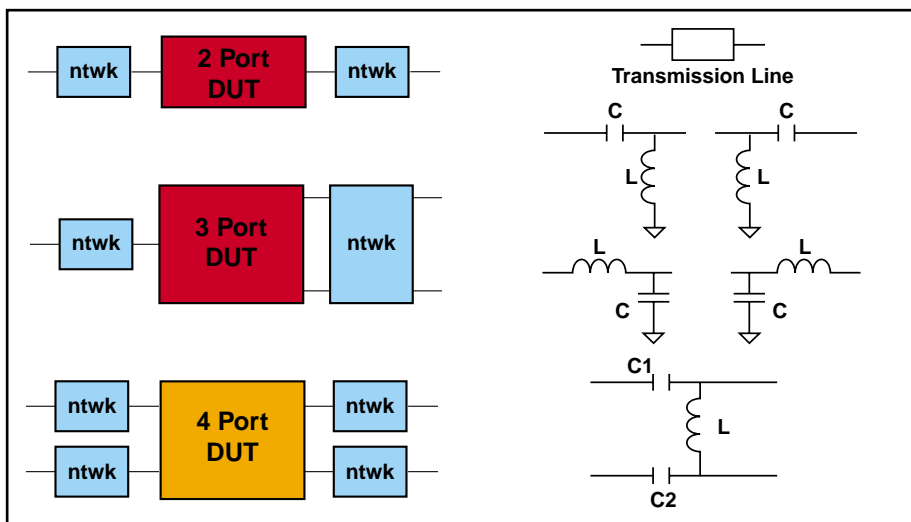 ntwk
2 Port
DUT
ntwk
ntwk
3 Port
DUT
ntwk
ntwk
ntwk
4 Port
DUT
ntwk
ntwk
Transmission Line
C
L
C
L
L
C
L
C
C1
L
C2